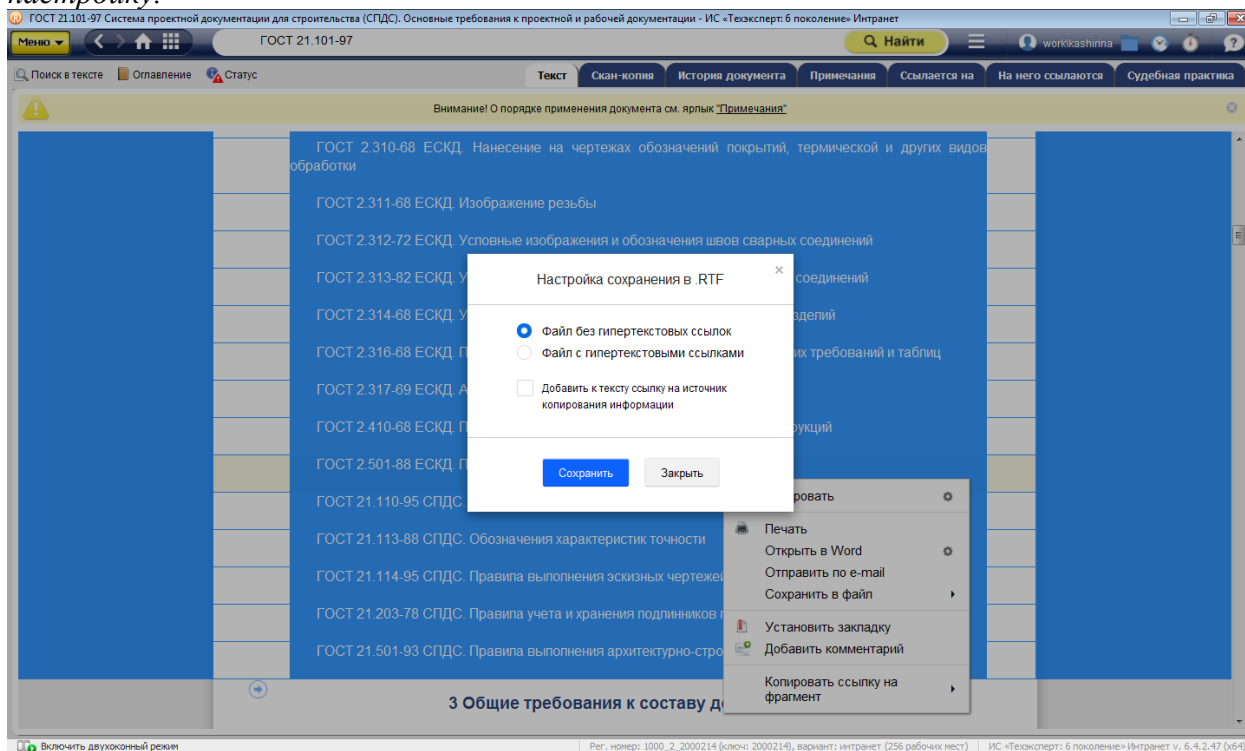 настройку.
ГОСТ 21.101-97 Система проектной документации для строительства (СПДС). Основные требования к проектной и рабочей документации - ИС «Техэксперт: 6 поколение» Интранет
Меню
ГОСТ 21.101-97
Найти
work\kashirina
Поиск в тексте Оглавление Статус
Текст Скан-копия История документа Примечания Ссылается на На него ссылаются Судебная практика
Внимание! О порядке применения документа см. ярлык "Примечания"
ГОСТ 2.310-68 ЕСКД. Нанесение на чертежах обозначений покрытий, термической и других видов
обработки
ГОСТ 2.311-68 ЕСКД. Изображение резьбы
ГОСТ 2.312-72 ЕСКД. Условные изображения и обозначения швов сварных соединений
ГОСТ 2.313-82 ЕСКД. У соединений
ГОСТ 2.314-68 ЕСКД. У зделий
ГОСТ 2.316-68 ЕСКД. П их требований и таблиц
ГОСТ 2.317-69 ЕСКД. А
ГОСТ 2.410-68 ЕСКД. П рукций
ГОСТ 2.501-88 ЕСКД. П
ГОСТ 21.110-95 СПДС.
ГОСТ 21.113-88 СПДС. Обозначения характеристик точности
ГОСТ 21.114-95 СПДС. Правила выполнения эскизных чертежей
ГОСТ 21.203-78 СПДС. Правила учета и хранения подлинников п
ГОСТ 21.501-93 СПДС. Правила выполнения архитектурно-стро
3 Общие требования к составу д
Настройка сохранения в .RTF
×
Файл без гипертекстовых ссылок
Файл с гипертекстовыми ссылками
Добавить к тексту ссылку на источник
копирования информации
Сохранить Закрыть
ровать
Печать
Открыть в Word
Отправить по e-mail
Сохранить в файл
Установить закладку
Добавить комментарий
Копировать ссылку на
фрагмент
Включить двухоконный режим
Рег. номер: 1000_2_2000214 (ключ: 2000214), вариант: интранет (256 рабочих мест) ИС «Техэксперт: 6 поколение» Интранет v. 6.4.2.47 (x64)